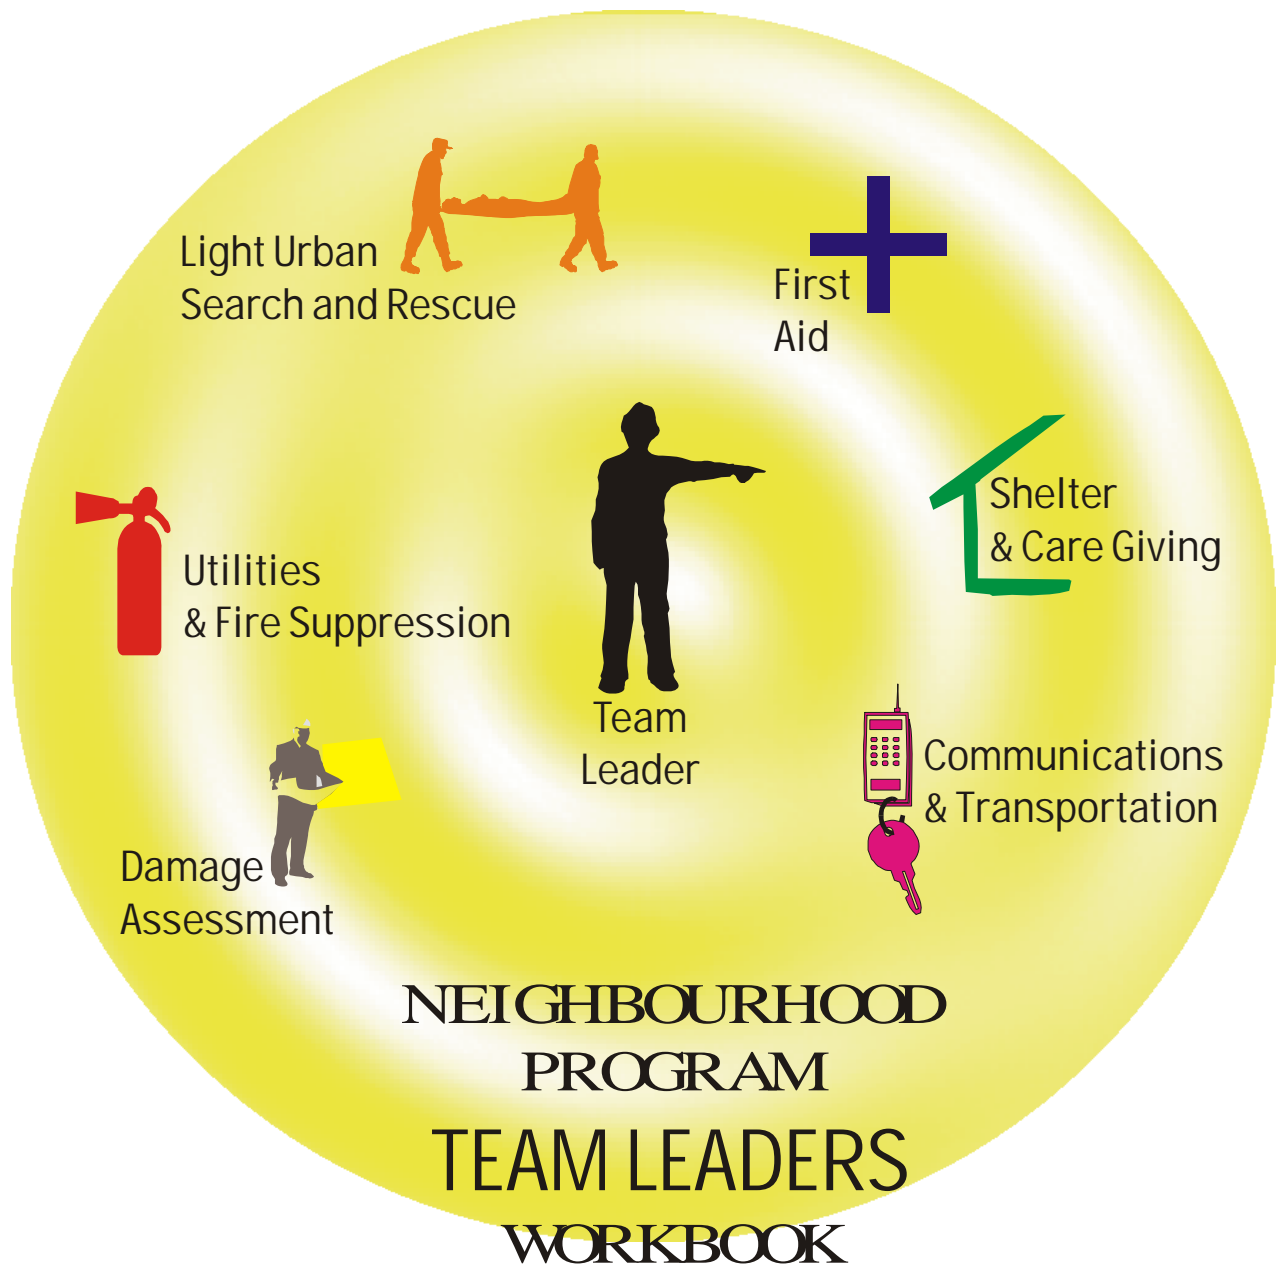 Light Urban
Search and Rescue
First
Aid
Shelter
& Care Giving
Utilities
& Fire Suppression
Team
Leader
Communications
& Transportation
Damage
Assessment
NEIGHBOURHOOD
PROGRAM
TEAM LEADERS
WORKBOOK